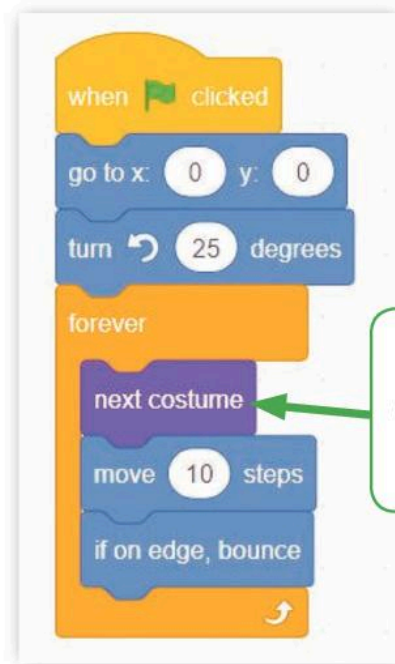 when clicked
go to x: 0 y: 0
turn 25 degrees
forever
next costume
move 10 steps
if on edge, bounce